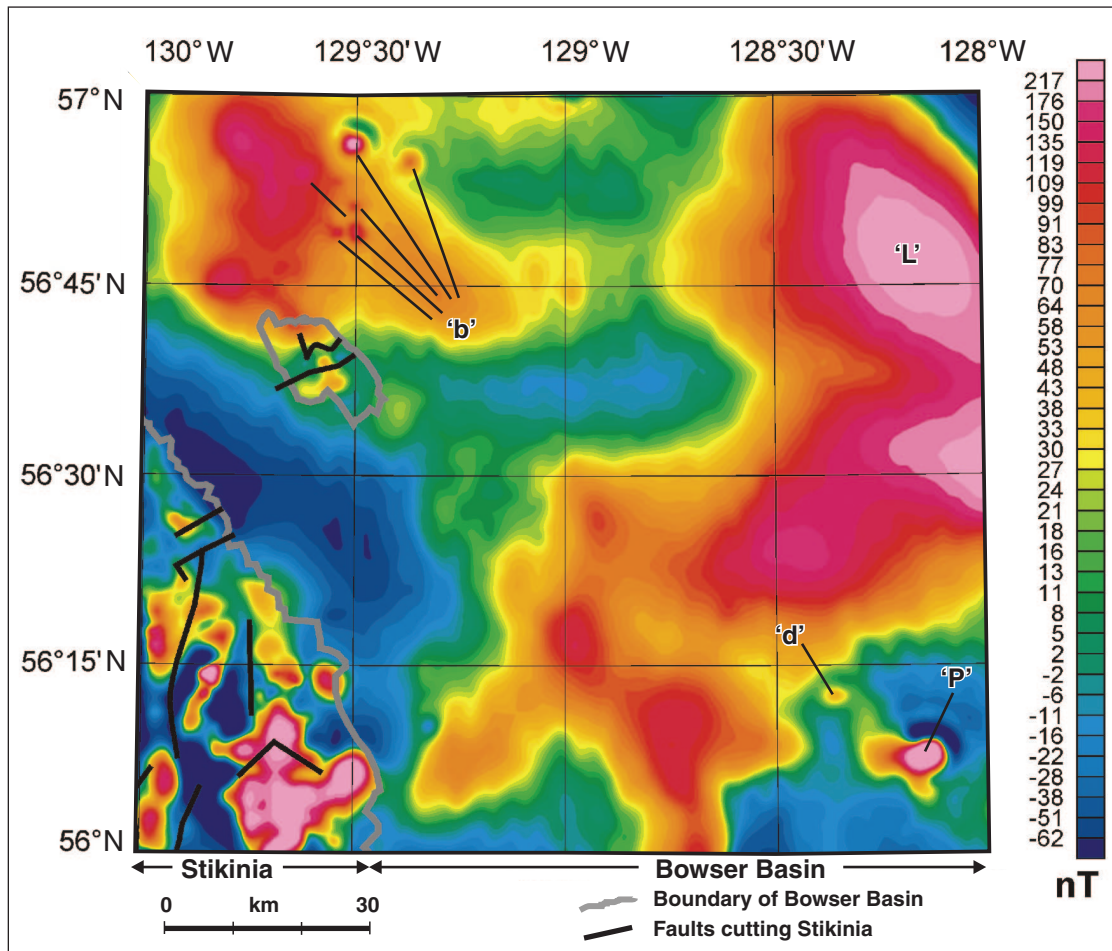 130° W 129°30' W 129° W 128°30' W 128° W
57° N
56°45' N
56°30' N
56°15' N
56° N
'L'
'b'
'd'
'P'
217
176
150
135
119
109
99
91
83
77
70
64
58
53
48
43
38
33
30
27
24
21
18
16
13
11
8
5
2
-2
-6
-11
-16
-22
-28
-38
-51
-62
nT
Stikinia Bowser Basin
0 km 30
Boundary of Bowser Basin
Faults cutting Stikinia